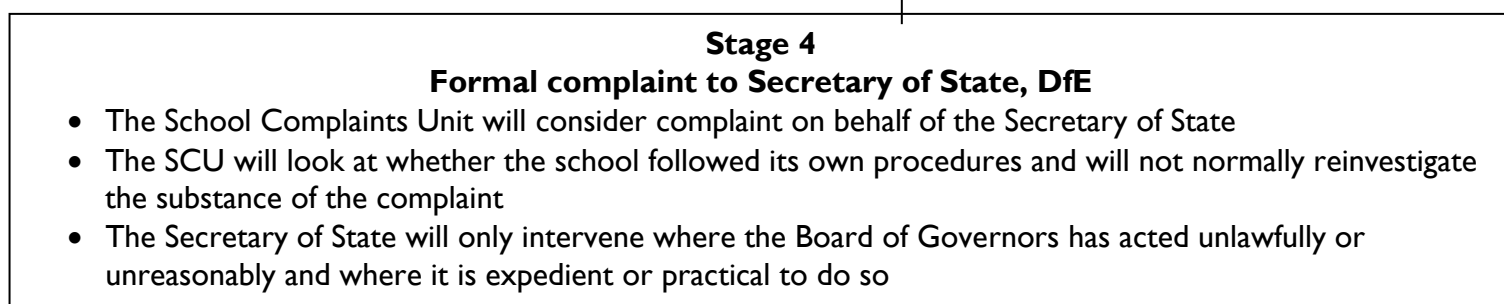 Stage 4
Formal complaint to Secretary of State, DfE
• The School Complaints Unit will consider complaint on behalf of the Secretary of State
• The SCU will look at whether the school followed its own procedures and will not normally reinvestigate
the substance of the complaint
• The Secretary of State will only intervene where the Board of Governors has acted unlawfully or
unreasonably and where it is expedient or practical to do so